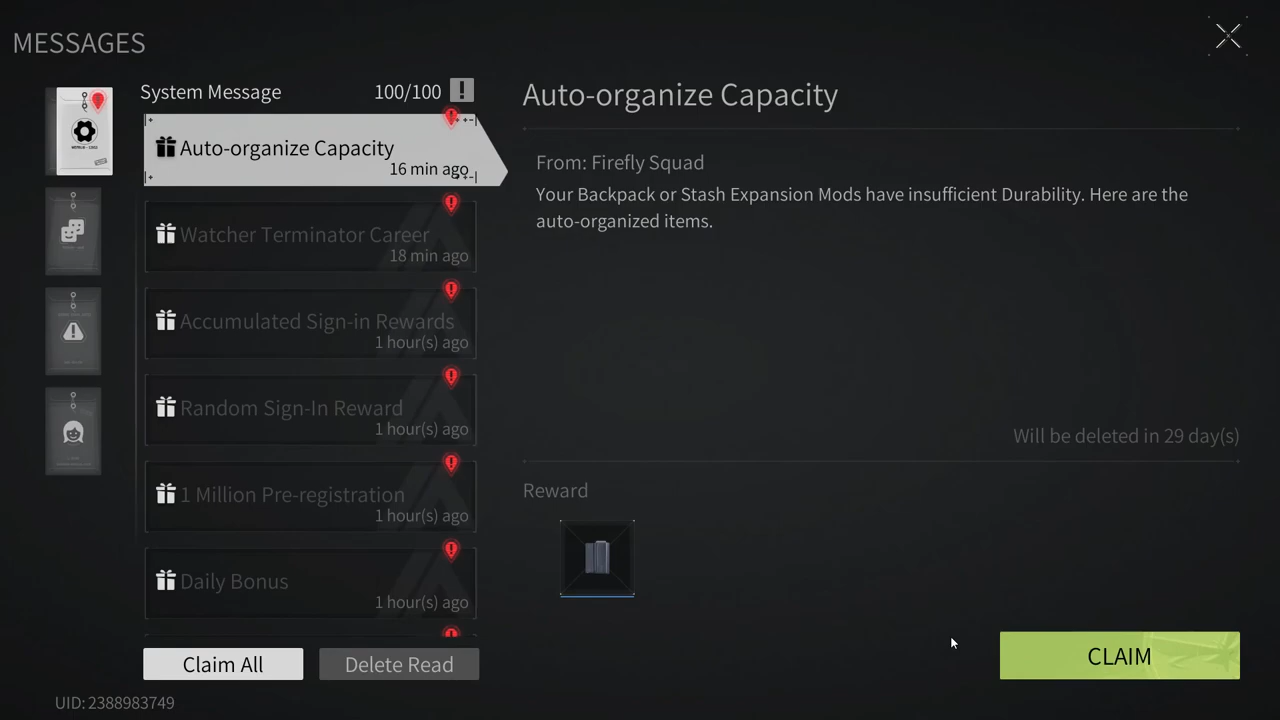 MESSAGES
System Message 100/100
Auto-organize Capacity
16 min ago
Watcher Terminator Career
18 min ago
Accumulated Sign-in Rewards
1 hour(s) ago
Random Sign-In Reward
1 hour(s) ago
1 Million Pre-registration
1 hour(s) ago
Daily Bonus
1 hour(s) ago
Claim All
Delete Read
UID: 2388983749
Auto-organize Capacity
From: Firefly Squad
Your Backpack or Stash Expansion Mods have insufficient Durability. Here are the
auto-organized items.
Will be deleted in 29 day(s)
Reward
CLAIM